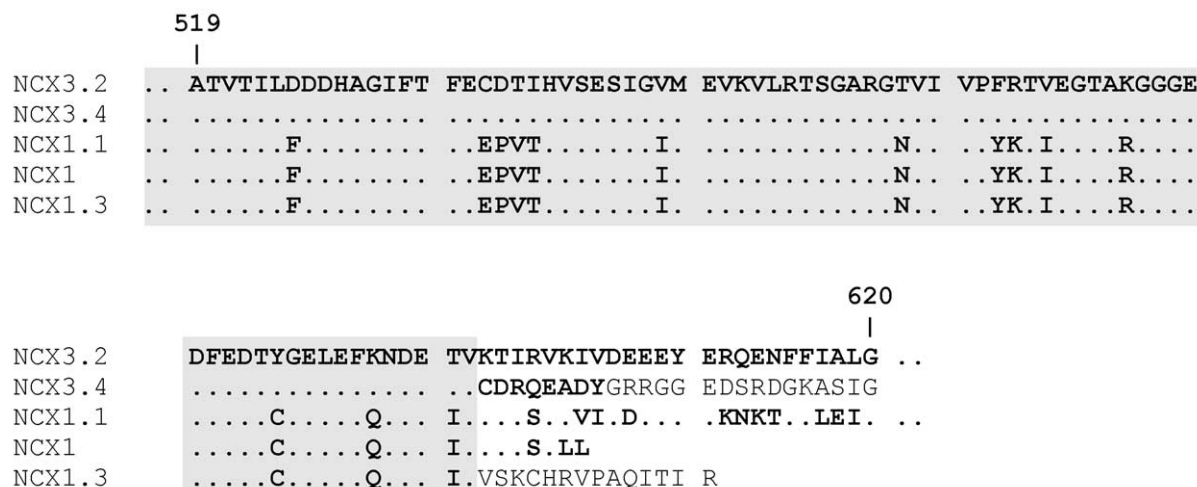 519
|
NCX3.2 .. ATVTILDDDHAGIFT FECDTIHVSESIGVM EVKVLRTSGARGTVI VPFRTVEGTAKGGGE
NCX3.4 .. ............... ............... ............... ...............
NCX1.1 .. ......F........ ..EPVT.......I. ............N.. ..YK.I....R....
NCX1 .. ......F........ ..EPVT.......I. ............N.. ..YK.I....R....
NCX1.3 .. ......F........ ..EPVT.......I. ............N.. ..YK.I....R....
620
|
NCX3.2 DFEDTYGELEFKNDE TVKTIRVKIVDEEEY ERQENFFIALG ..
NCX3.4 ............... ..CDRQEADYGRRGG EDSRDGKASIG
NCX1.1 .....C.....Q... I....S..VI.D... .KNKT..LEI. ..
NCX1 .....C.....Q... I....S.LL
NCX1.3 .....C.....Q... I.VSKCHRVPAQITI R